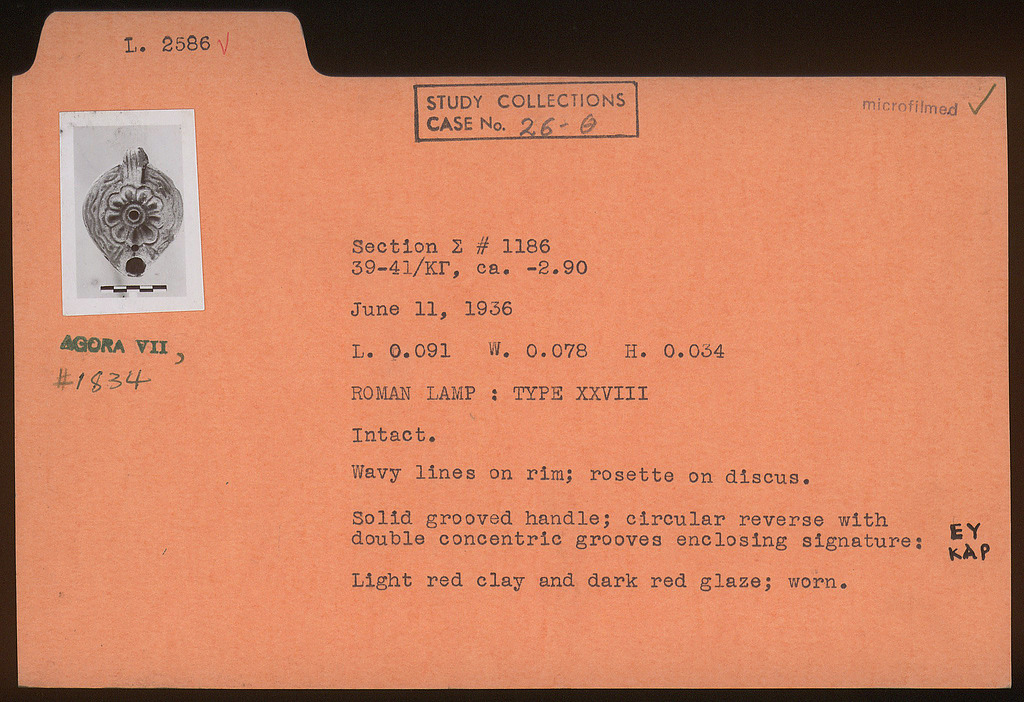 L. 2586 ✓
STUDY COLLECTIONS
CASE No. 26-
microfilmed ✓
Section Σ # 1186
39-41/ΚΓ, ca. -2.90
June 11, 1936
L. 0.091 W. 0.078 H. 0.034
AGORA VII,
#1834
ROMAN LAMP : TYPE XXVIII
Intact.
Wavy lines on rim; rosette on discus.
Solid grooved handle; circular reverse with
double concentric grooves enclosing signature:
ΕΥ
ΚΑΡ
Light red clay and dark red glaze; worn.